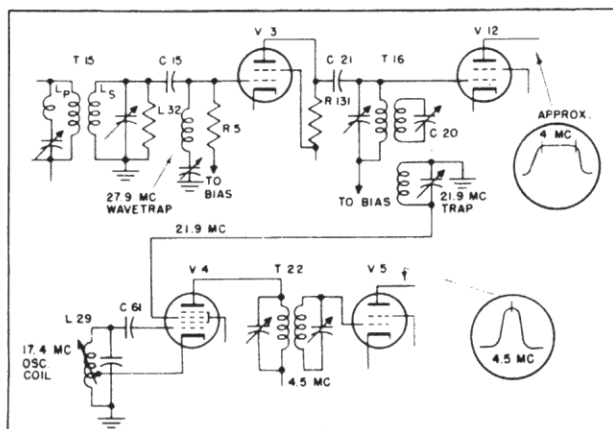 V 3
V 12
T 15
C 15
C 21
T 16
LP
LS
L 32
R 5
R 131
C 20
APPROX.
4 MC
TO
BIAS
27.9 MC
WAVETRAP
TO BIAS
21.9 MC
TRAP
21.9 MC
V 4
T 22
V 5
L 29
C 61
17.4 MC
OSC.
COIL
4.5 MC
4.5 MC